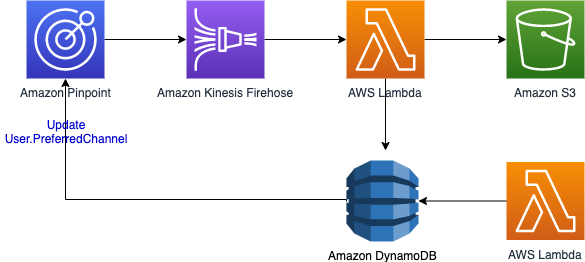 Amazon Pinpoint
Amazon Kinesis Firehose
AWS Lambda
Amazon S3
Update
User.PreferredChannel
Amazon DynamoDB
AWS Lambda